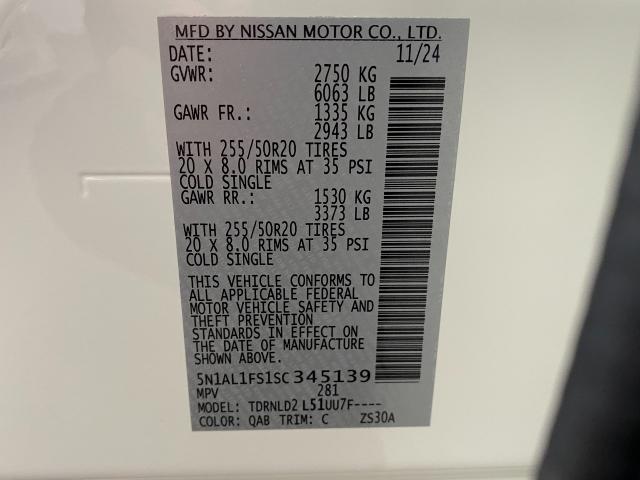 MFD BY NISSAN MOTOR CO., LTD.
DATE: 11/24
GVWR: 2750 KG
6063 LB
GAWR FR.: 1335 KG
2943 LB
WITH 255/50R20 TIRES
20 X 8.0 RIMS AT 35 PSI
COLD SINGLE
GAWR RR.: 1530 KG
3373 LB
WITH 255/50R20 TIRES
20 X 8.0 RIMS AT 35 PSI
COLD SINGLE
THIS VEHICLE CONFORMS TO
ALL APPLICABLE FEDERAL
MOTOR VEHICLE SAFETY AND
THEFT PREVENTION
STANDARDS IN EFFECT ON
THE DATE OF MANUFACTURE
SHOWN ABOVE.
5N1AL1FS1SC345139
MPV 281
MODEL: TDRNLD2 L51UU7F----
COLOR: QAB TRIM: C ZS30A